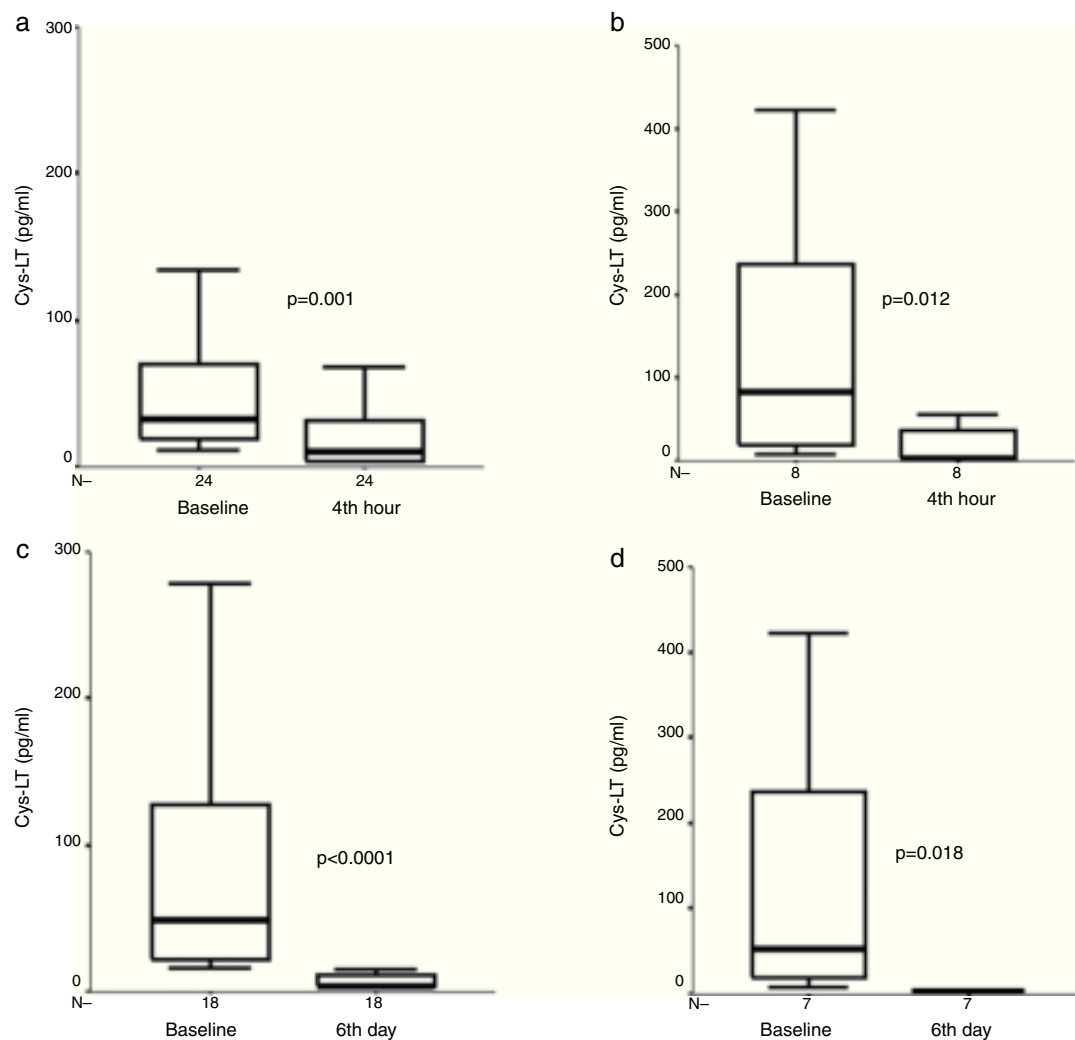 a
300
200
100
0
Cys-LT (pg/ml)
p=0.001
N– 24 24
Baseline 4th hour
b
500
400
300
200
100
0
Cys-LT (pg/ml)
p=0.012
N– 8 8
Baseline 4th hour
c
300
200
100
0
Cys-LT (pg/ml)
p<0.0001
N– 18 18
Baseline 6th day
d
500
400
300
200
100
0
Cys-LT (pg/ml)
p=0.018
N– 7 7
Baseline 6th day